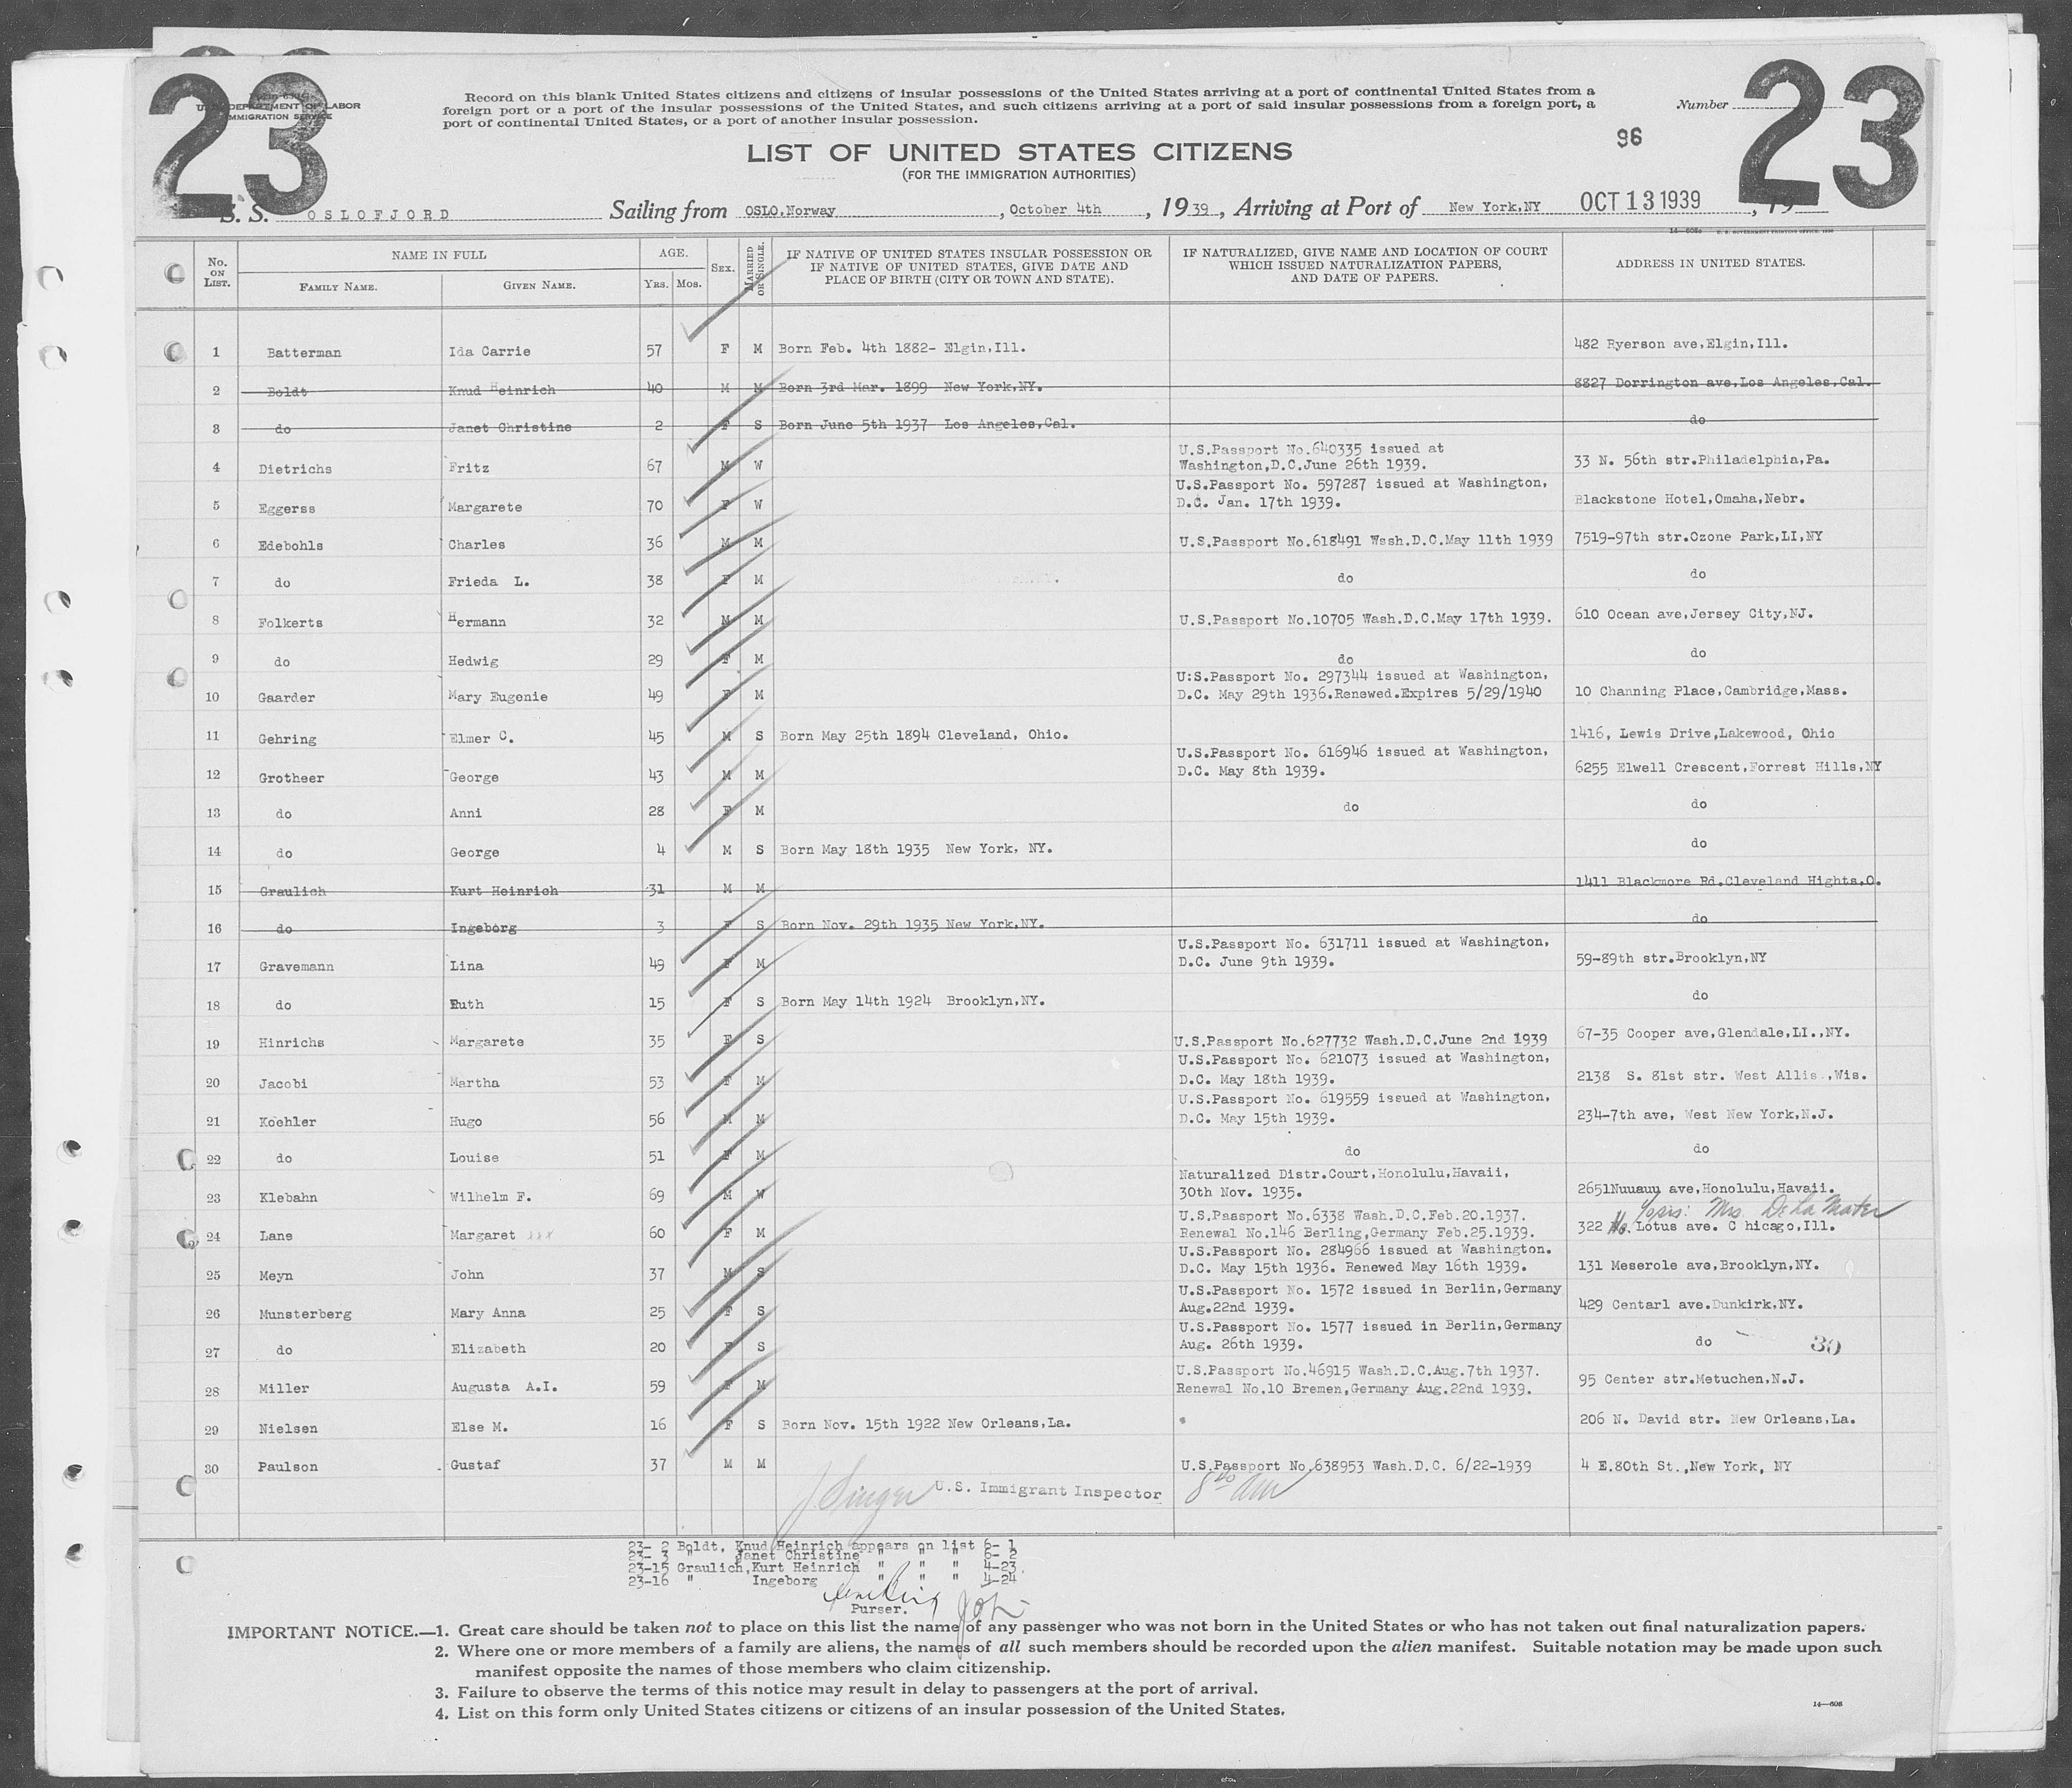 23
23
U.S. DEPARTMENT OF LABOR
IMMIGRATION SERVICE
Record on this blank United States citizens and citizens of insular possessions of the United States arriving at a port of continental United States from a
foreign port or a port of the insular possessions of the United States, and such citizens arriving at a port of said insular possessions from a foreign port, a
port of continental United States, or a port of another insular possession.
Number
96
LIST OF UNITED STATES CITIZENS
(FOR THE IMMIGRATION AUTHORITIES)
S. S. OSLOFJORD Sailing from OSLO,Norway, October 4th, 1939, Arriving at Port of New York,NY OCT 13 1939, 19
No. ON LIST. NAME IN FULL FAMILY NAME. GIVEN NAME. AGE. YRS. MOS. SEX. MARRIED OR SINGLE. IF NATIVE OF UNITED STATES INSULAR POSSESSION OR IF NATIVE OF UNITED STATES, GIVE DATE AND PLACE OF BIRTH (CITY OR TOWN AND STATE). IF NATURALIZED, GIVE NAME AND LOCATION OF COURT WHICH ISSUED NATURALIZATION PAPERS, AND DATE OF PAPERS. ADDRESS IN UNITED STATES.
1 Batterman Ida Carrie 57 F M Born Feb. 4th 1882- Elgin,Ill. 482 Ryerson ave,Elgin,Ill.
2 Boldt Knud Heinrich 40 M M Born 3rd Mar. 1899 New York,NY. 8827 Dorrington ave,Los Angeles,Cal.
3 do Janet Christine 2 F S Born June 5th 1937 Los Angeles,Cal. do
4 Dietrichs Fritz 67 M W U.S.Passport No.640335 issued at Washington,D.C.June 26th 1939. 33 N. 56th str.Philadelphia,Pa.
5 Eggerss Margarete 70 F W U.S.Passport No. 597287 issued at Washington, D.C. Jan. 17th 1939. Blackstone Hotel,Omaha,Nebr.
6 Edebohls Charles 36 M M U.S.Passport No.618491 Wash.D.C.May 11th 1939 7519-97th str.Ozone Park,LI,NY
7 do Frieda L. 38 F M do do
8 Folkerts Hermann 32 M M U.S.Passport No.10705 Wash.D.C.May 17th 1939. 610 Ocean ave,Jersey City,NJ.
9 do Hedwig 29 F M do do
10 Gaarder Mary Eugenie 49 F M U:S.Passport No. 297344 issued at Washington, D.C. May 29th 1936.Renewed.Expires 5/29/1940 10 Channing Place,Cambridge,Mass.
11 Gehring Elmer C. 45 M S Born May 25th 1894 Cleveland, Ohio. 1416, Lewis Drive,Lakewood, Ohio
12 Grotheer George 43 M M U.S.Passport No. 616946 issued at Washington, D.C. May 8th 1939. 6255 Elwell Crescent,Forrest Hills,NY
13 do Anni 28 F M do do
14 do George 4 M S Born May 18th 1935 New York, NY. do
15 Graulich Kurt Heinrich 31 M M 1411 Blackmore Rd.Cleveland Hights,O.
16 do Ingeborg 3 F S Born Nov. 29th 1935 New York,NY. do
17 Gravemann Lina 49 F M U.S.Passport No. 631711 issued at Washington, D.C. June 9th 1939. 59-89th str.Brooklyn,NY
18 do Ruth 15 F S Born May 14th 1924 Brooklyn,NY. do
19 Hinrichs Margarete 35 F S U.S.Passport No.627732 Wash.D.C.June 2nd 1939 67-35 Cooper ave,Glendale,LI.,NY.
20 Jacobi Martha 53 F M U.S.Passport No. 621073 issued at Washington, D.C. May 18th 1939. 2138 S. 81st str. West Allis.,Wis.
21 Koehler Hugo 56 M M U.S.Passport No. 619559 issued at Washington, D.C. May 15th 1939. 234-7th ave, West New York,N.J.
22 do Louise 51 F M do do
23 Klebahn Wilhelm F. 69 M W Naturalized Distr.Court,Honolulu,Havaii, 30th Nov. 1935. 2651Nuuauu ave,Honolulu,Havaii.
Mrs. De La Mater
24 Lane Margaret 60 F M U.S.Passport No.6338 Wash.D.C.Feb.20.1937. Renewal No.146 Berling,Germany Feb.25.1939. 322 No. Lotus ave. C hicago,Ill.
25 Meyn John 37 M S U.S.Passport No. 284966 issued at Washington. D.C. May 15th 1936. Renewed May 16th 1939. 131 Meserole ave,Brooklyn,NY.
26 Munsterberg Mary Anna 25 F S U.S.Passport No. 1572 issued in Berlin,Germany Aug.22nd 1939. 429 Centarl ave.Dunkirk,NY.
27 do Elizabeth 20 F S U.S.Passport No. 1577 issued in Berlin,Germany Aug. 26th 1939. do 30
28 Miller Augusta A.I. 59 F M U.S.Passport No.46915 Wash.D.C.Aug.7th 1937. Renewal No.10 Bremen,Germany Aug.22nd 1939. 95 Center str.Metuchen,N.J.
29 Nielsen Else M. 16 F S Born Nov. 15th 1922 New Orleans,La. 206 N. David str. New Orleans,La.
30 Paulson Gustaf 37 M M U.S.Passport No.638953 Wash.D.C. 6/22-1939 4 E.80th St.,New York, NY
J Singer U.S. Immigrant Inspector
23- 2 Boldt, Knud Heinrich appears on list 6- 1
23- 3 " Janet Christine " " " 6- 2
23-15 Graulich,Kurt Heinrich " " " 4-23.
23-16 " Ingeborg " " " 4-24
Purser.
IMPORTANT NOTICE.—1. Great care should be taken not to place on this list the name of any passenger who was not born in the United States or who has not taken out final naturalization papers.
2. Where one or more members of a family are aliens, the names of all such members should be recorded upon the alien manifest. Suitable notation may be made upon such
manifest opposite the names of those members who claim citizenship.
3. Failure to observe the terms of this notice may result in delay to passengers at the port of arrival.
4. List on this form only United States citizens or citizens of an insular possession of the United States.
14—606